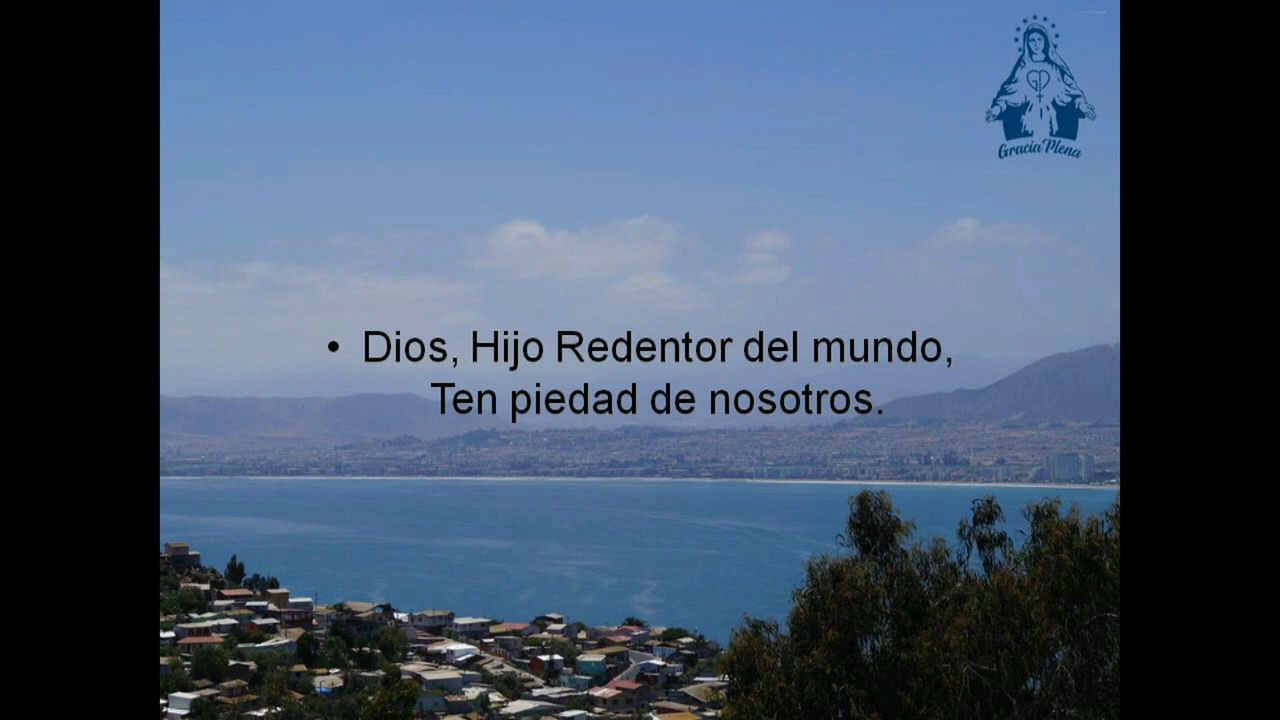 Gracia Plena
• Dios, Hijo Redentor del mundo,
Ten piedad de nosotros.